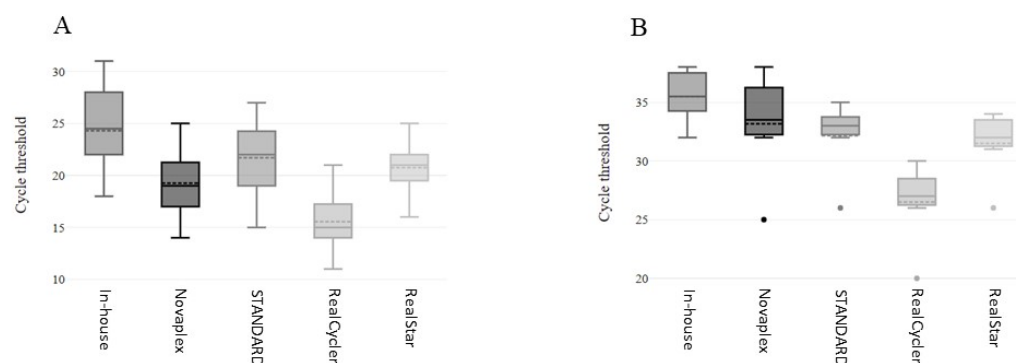 A
Cycle threshold
30
25
20
15
10
In-house
Novaplex
STANDARD
RealCycler
RealStar
B
Cycle threshold
35
30
25
20
In-house
Novaplex
STANDARD
RealCycler
RealStar